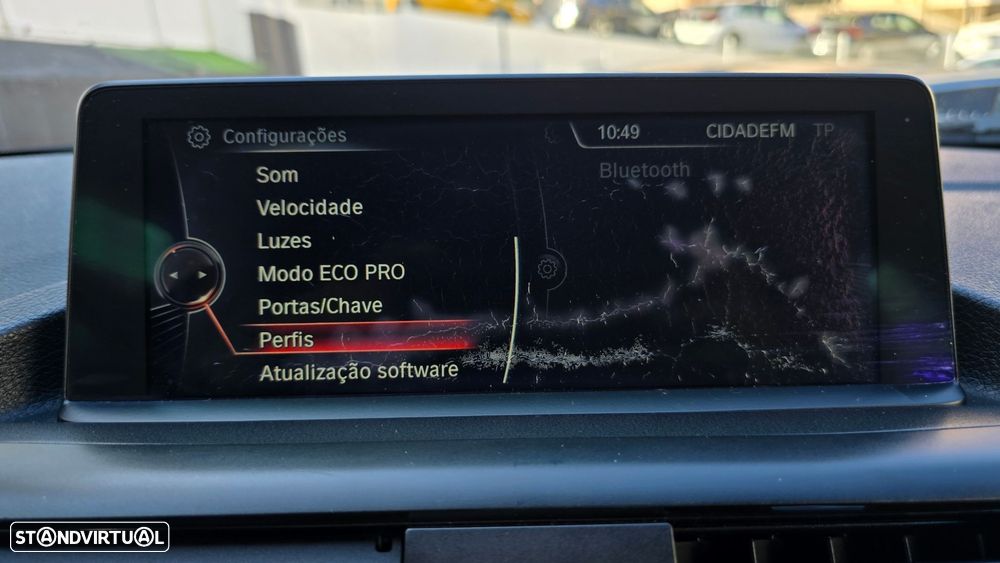 Configurações
10:49 CIDADEFM TP
Bluetooth
Som
Velocidade
Luzes
Modo ECO PRO
Portas/Chave
Perfis
Atualização software
STANDVIRTUAL